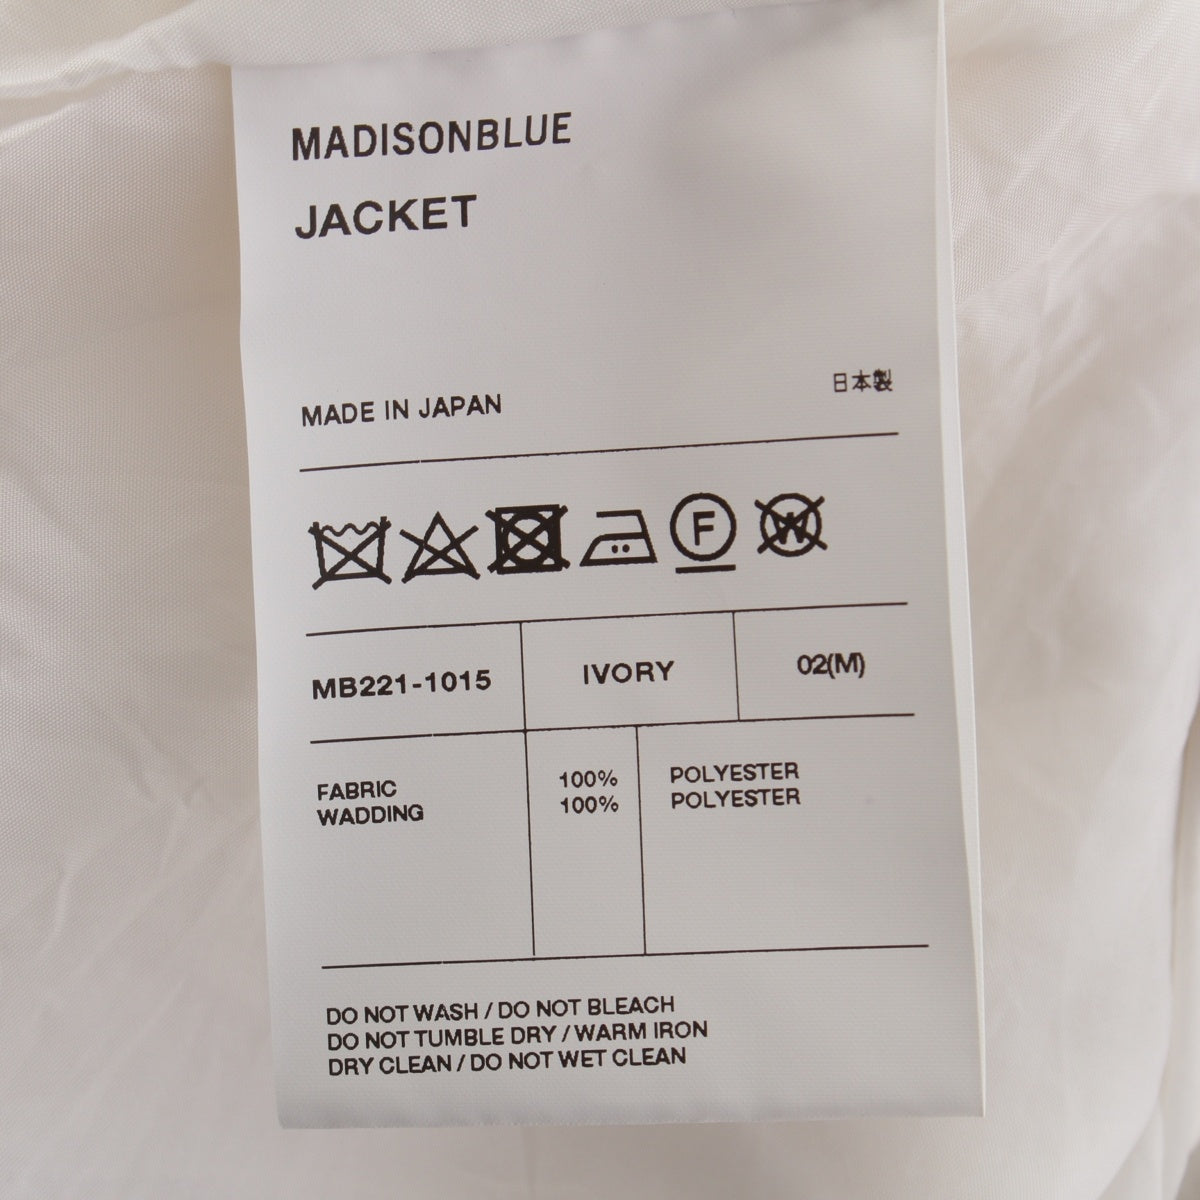 MADISONBLUE
JACKET
MADE IN JAPAN 日本製
F W
MB221-1015 IVORY 02(M)
FABRIC 100% POLYESTER
WADDING 100% POLYESTER
DO NOT WASH / DO NOT BLEACH
DO NOT TUMBLE DRY / WARM IRON
DRY CLEAN / DO NOT WET CLEAN